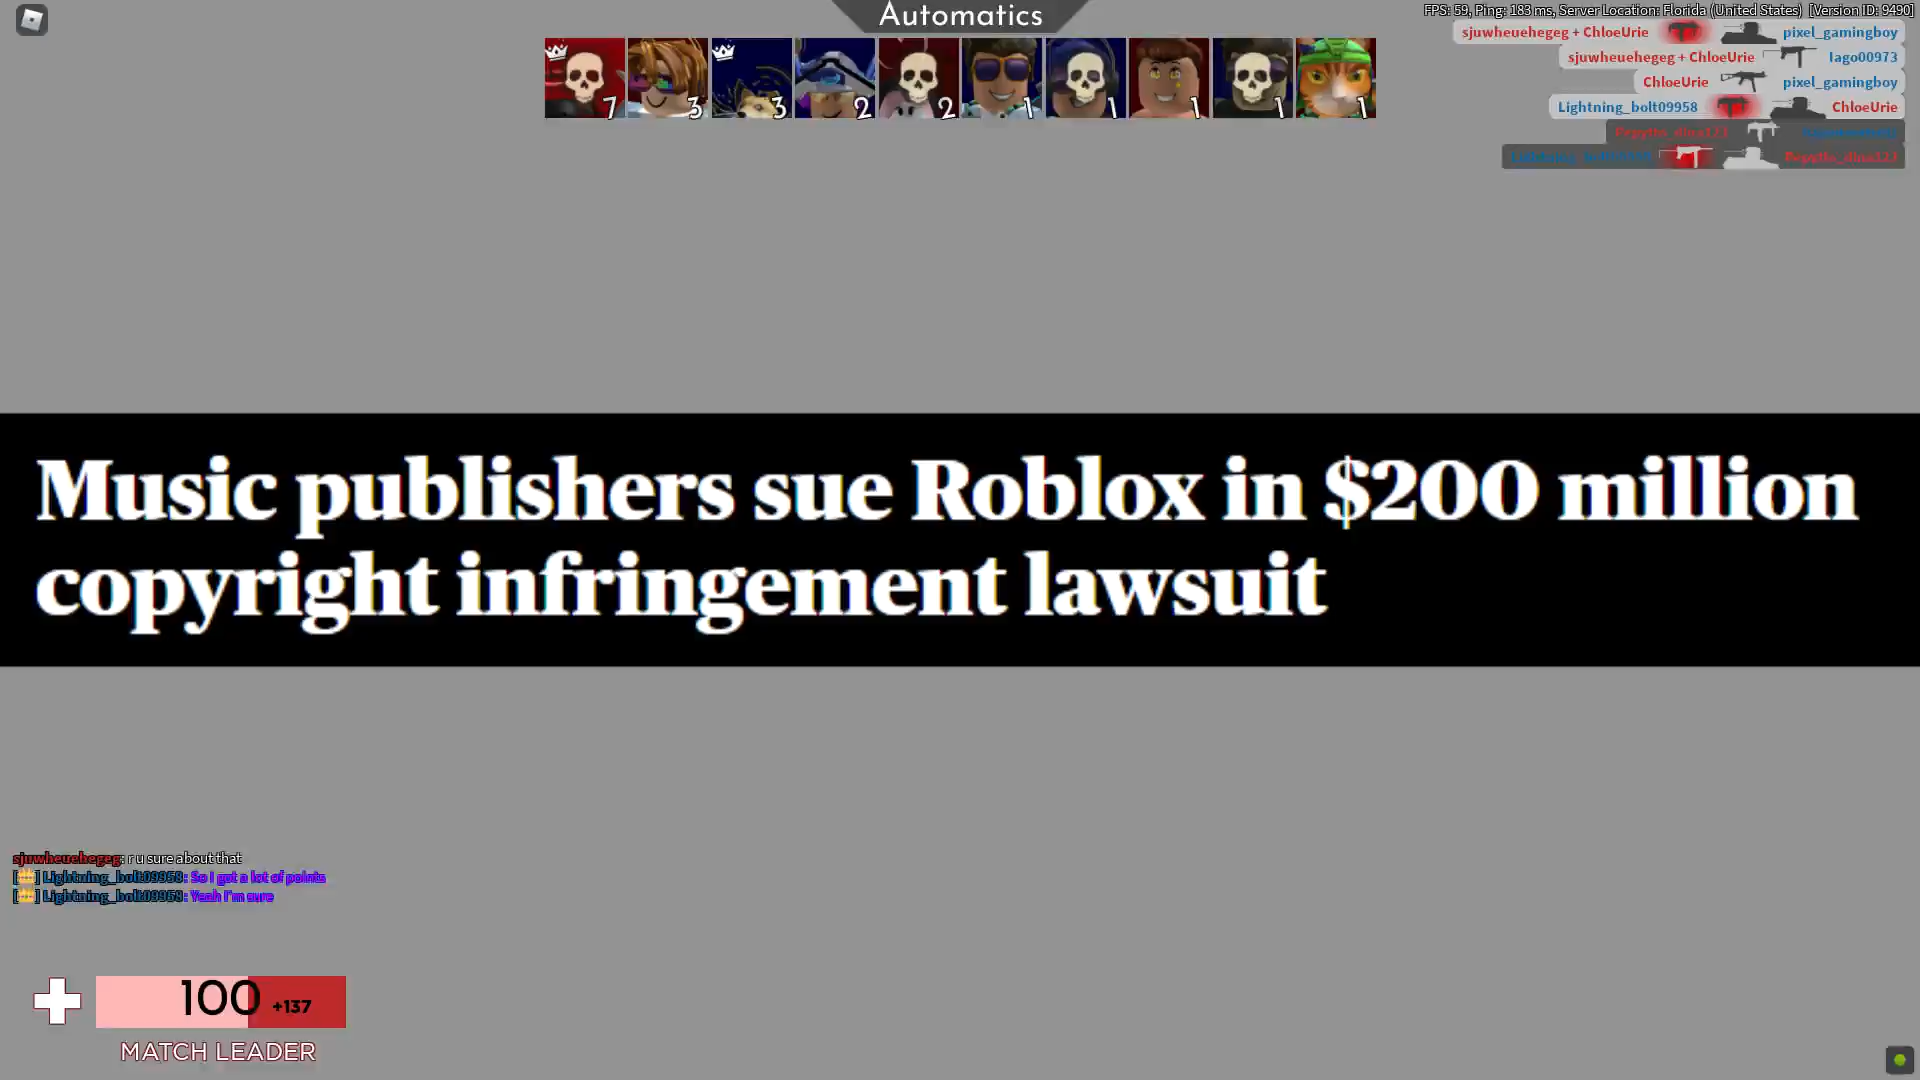 Automatics
FPS: 59, Ping: 183 ms, Server Location: Florida (United States) [Version ID: 9490]
sjuwheuehegeg + ChloeUrie pixel_gamingboy
sjuwheuehegeg + ChloeUrie Iago00973
ChloeUrie pixel_gamingboy
Lightning_bolt09958 ChloeUrie
Lightning_bolt09958
7 3 3 2 2 1 1 1 1 1
Music publishers sue Roblox in $200 million
copyright infringement lawsuit
sjuwheuehegeg: r u sure about that
Lightning_bolt09958: So I got a lot of points
Lightning_bolt09958: Yeah I'm sure
100 +137
MATCH LEADER